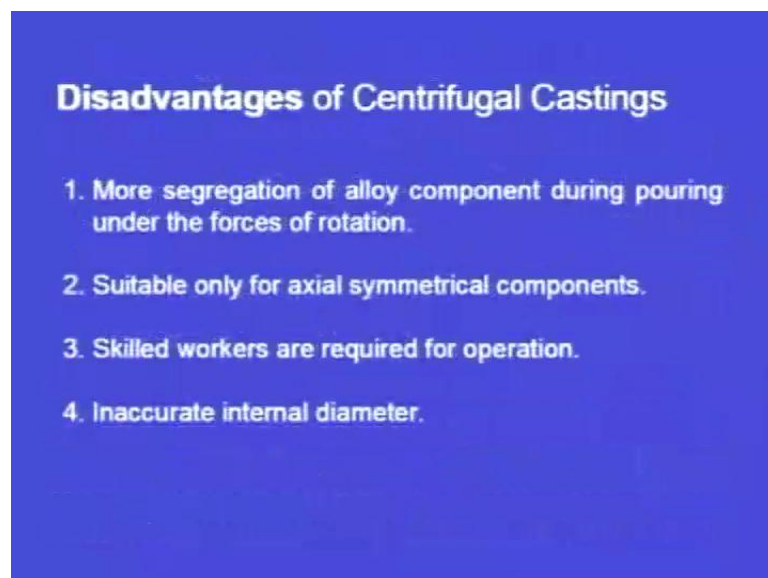 Disadvantages of Centrifugal Castings
1. More segregation of alloy component during pouring
under the forces of rotation.
2. Suitable only for axial symmetrical components.
3. Skilled workers are required for operation.
4. Inaccurate internal diameter.